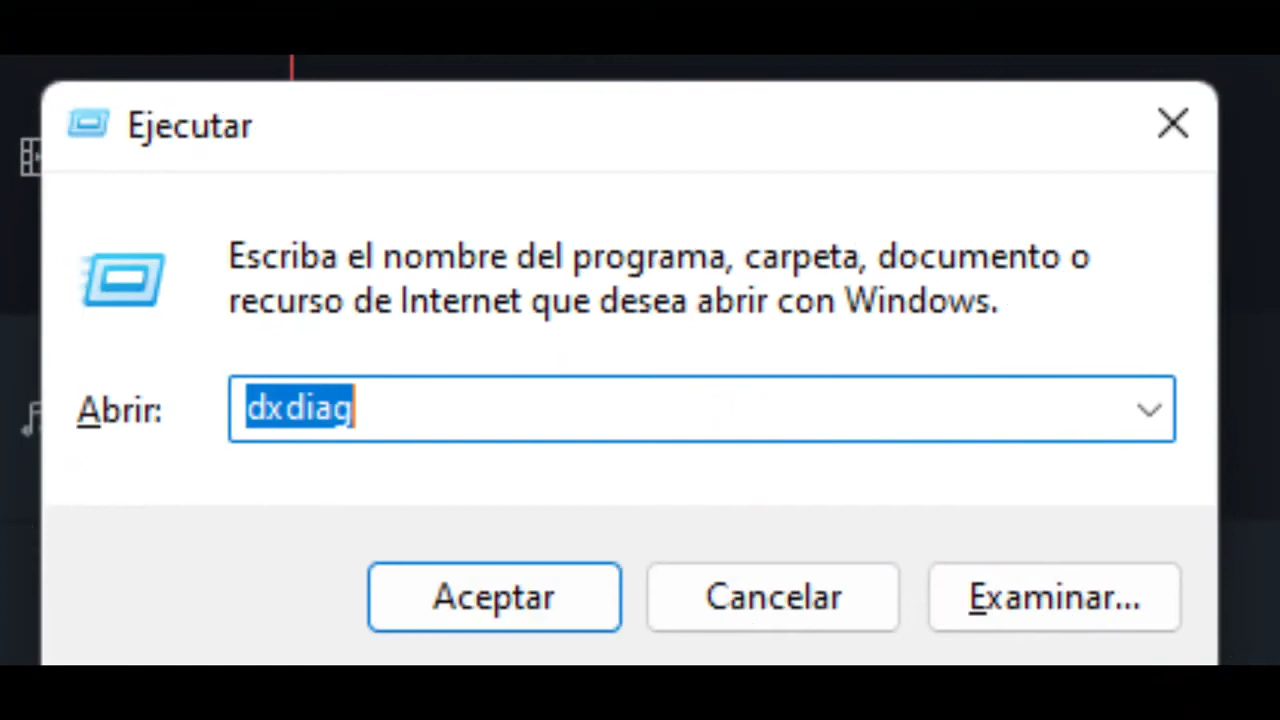 Ejecutar
Escriba el nombre del programa, carpeta, documento o
recurso de Internet que desea abrir con Windows.
Abrir: dxdiag
Aceptar Cancelar Examinar...